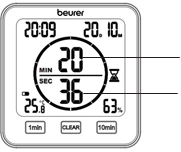 beurer
20:09 20. 10.M
20
MIN
SEC
36
25.8°C 63%
1min CLEAR 10min